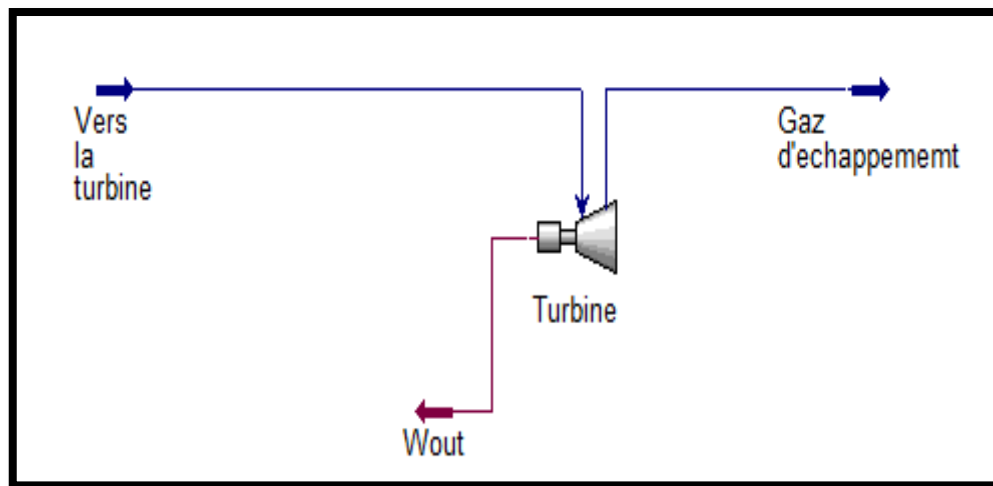 Vers
la
turbine
Gaz
d'echappememt
Turbine
Wout